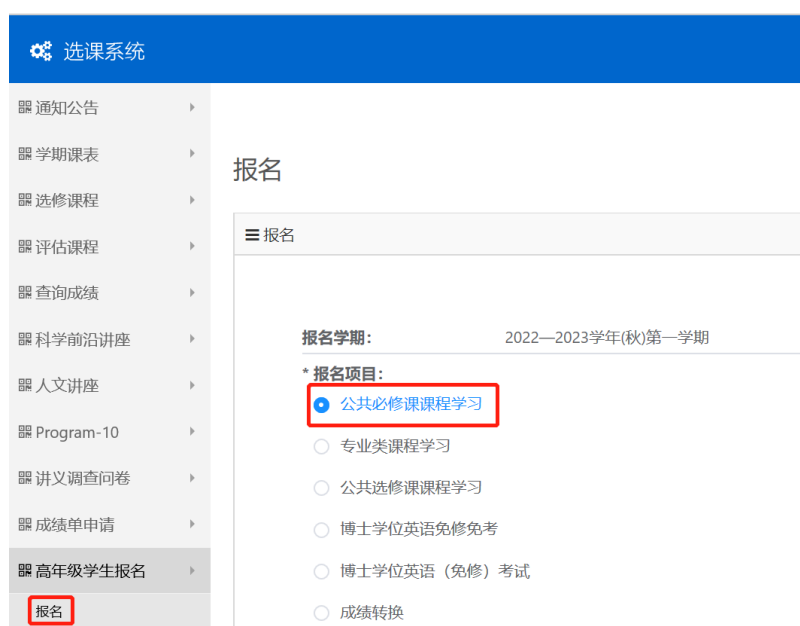 选课系统
通知公告
学期课表
选修课程
评估课程
查询成绩
科学前沿讲座
人文讲座
Program-10
讲义调查问卷
成绩单申请
高年级学生报名
报名
报名
报名
报名学期：
2022—2023学年(秋)第一学期
* 报名项目：
公共必修课课程学习
专业类课程学习
公共选修课课程学习
博士学位英语免修免考
博士学位英语（免修）考试
成绩转换